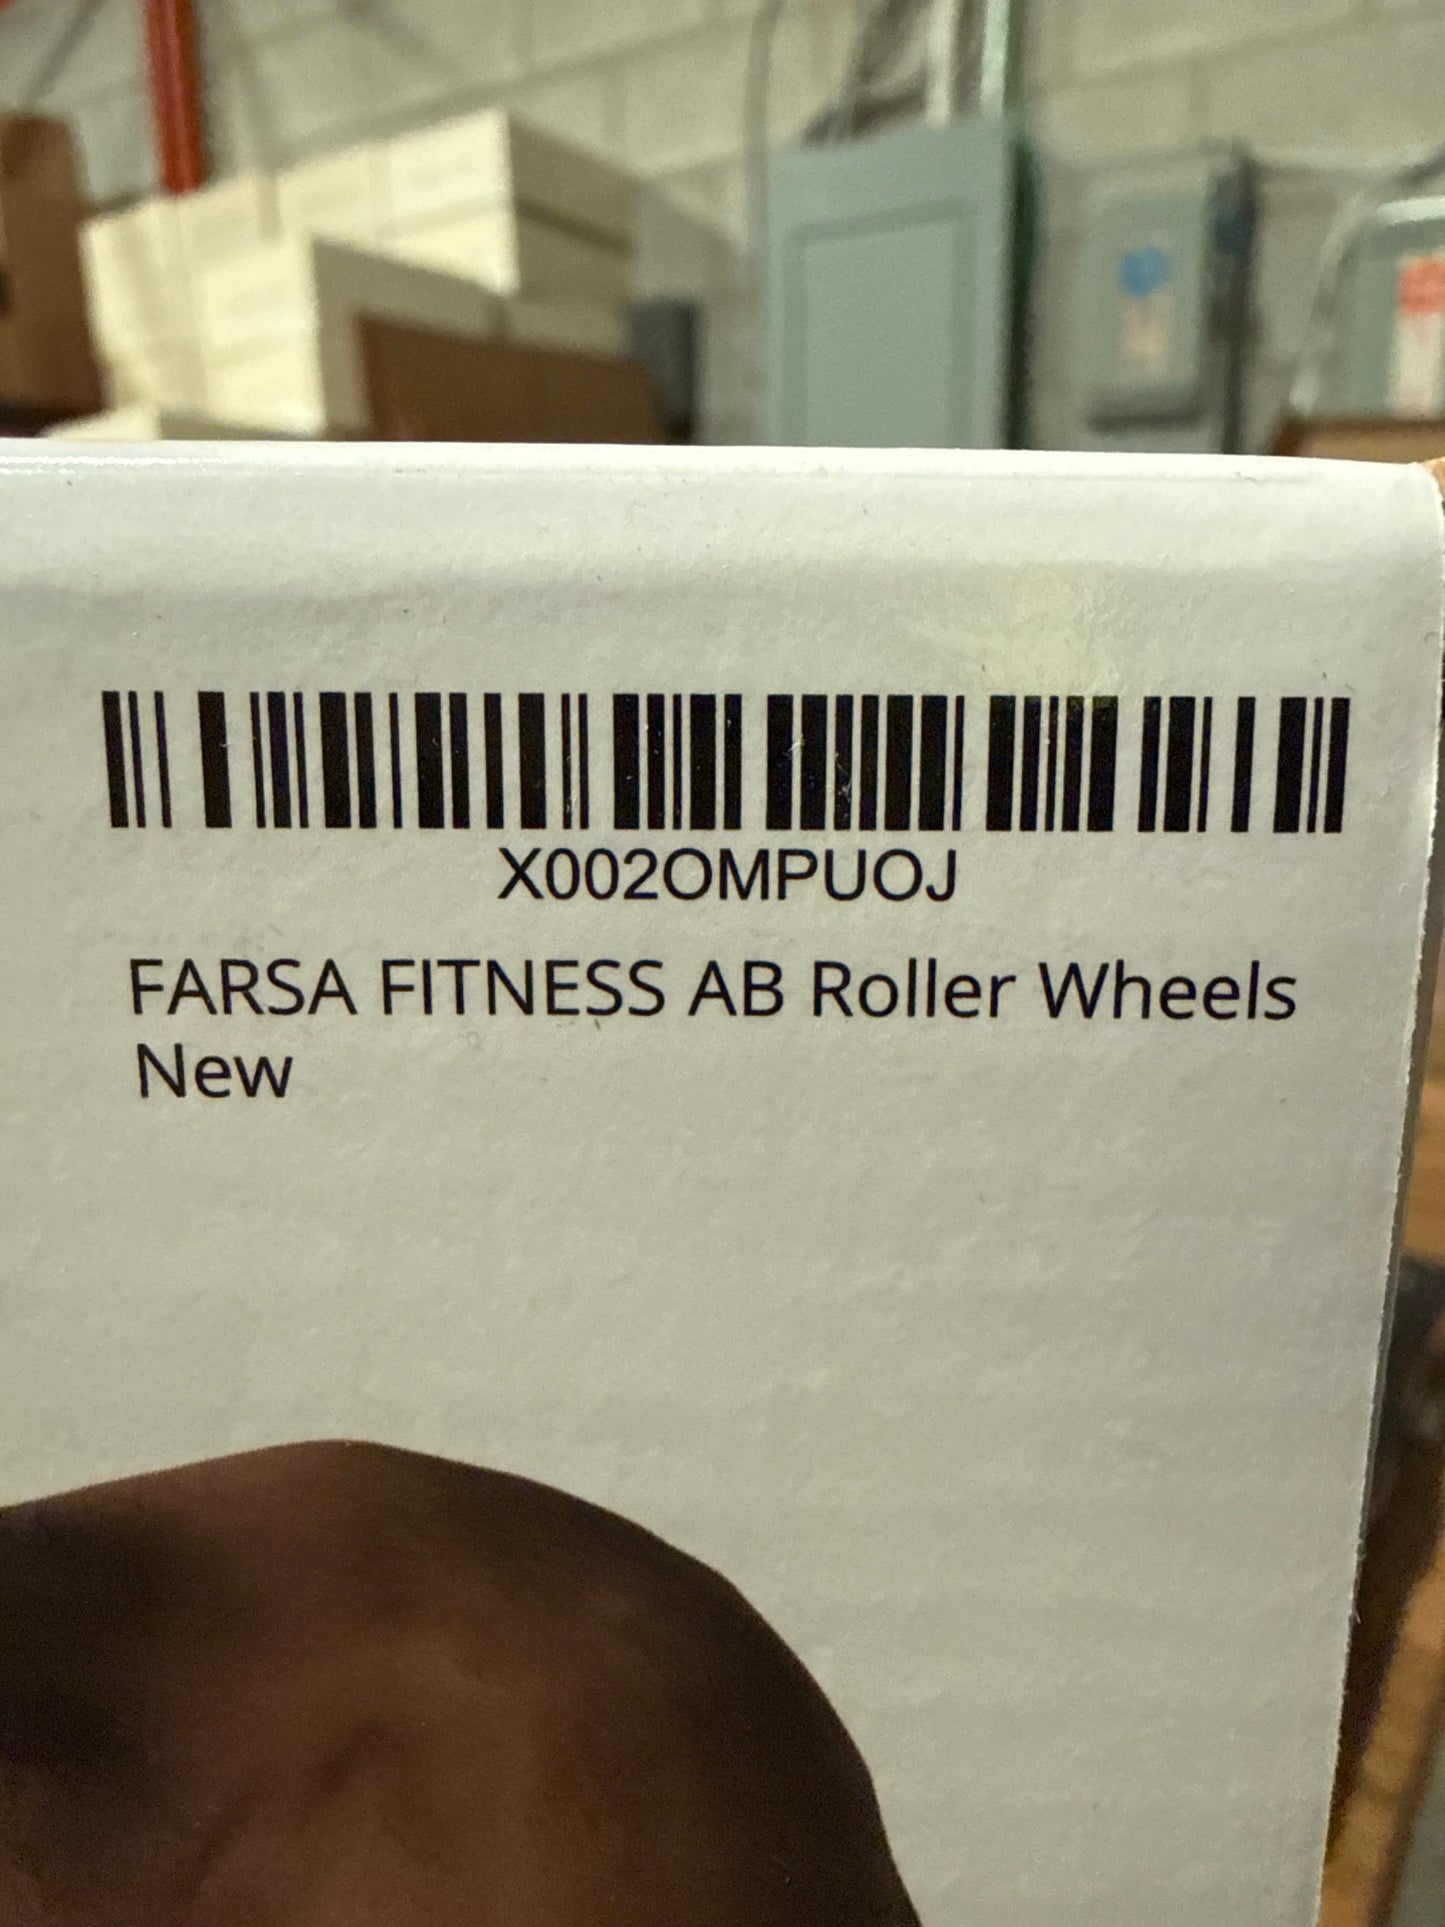 X002OMPUOJ
FARSA FITNESS AB Roller Wheels
New